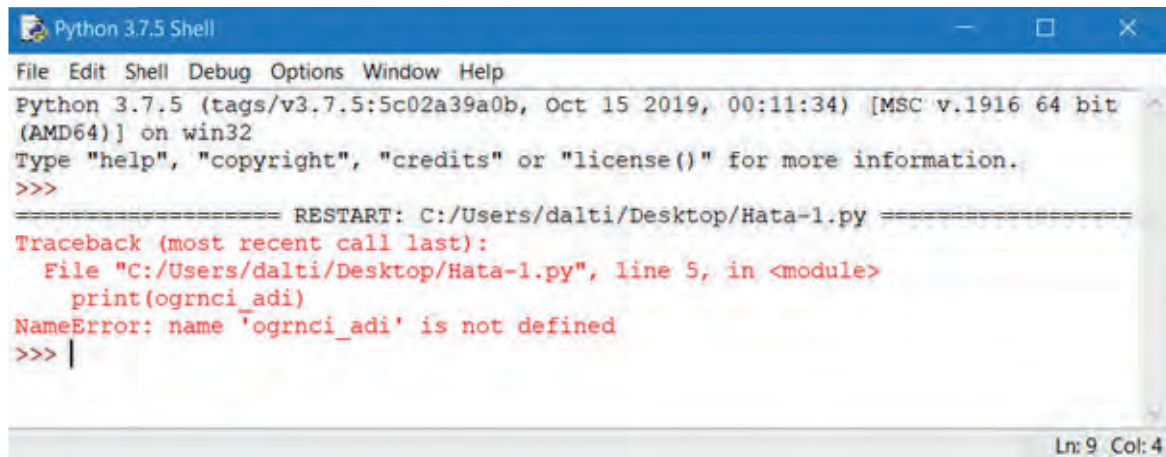 Python 3.7.5 Shell
File Edit Shell Debug Options Window Help
Python 3.7.5 (tags/v3.7.5:5c02a39a0b, Oct 15 2019, 00:11:34) [MSC v.1916 64 bit
(AMD64)] on win32
Type "help", "copyright", "credits" or "license()" for more information.
>>>
=================== RESTART: C:/Users/dalti/Desktop/Hata-1.py ==================
Traceback (most recent call last):
  File "C:/Users/dalti/Desktop/Hata-1.py", line 5, in <module>
    print(ogrnci_adi)
NameError: name 'ogrnci_adi' is not defined
>>>
Ln: 9 Col: 4